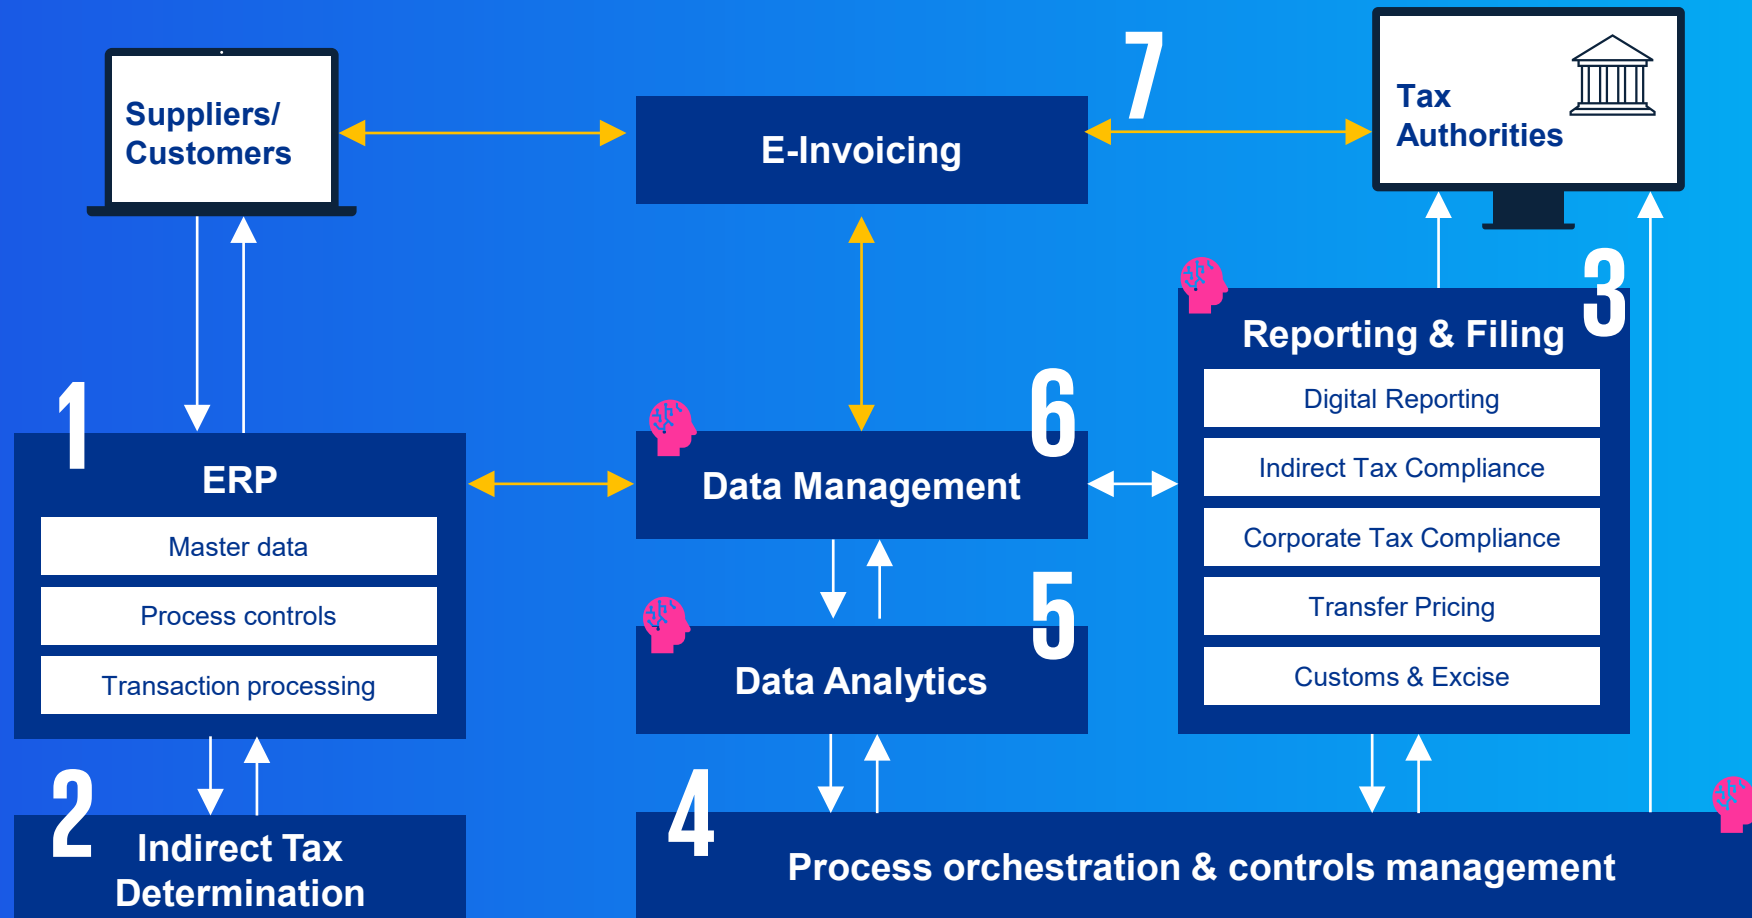 7
Suppliers/
Customers
E-Invoicing
Tax
Authorities
1
ERP
Master data
Process controls
Transaction processing
2
Indirect Tax
Determination
6
Data Management
5
Data Analytics
3
Reporting & Filing
Digital Reporting
Indirect Tax Compliance
Corporate Tax Compliance
Transfer Pricing
Customs & Excise
4
Process orchestration & controls management